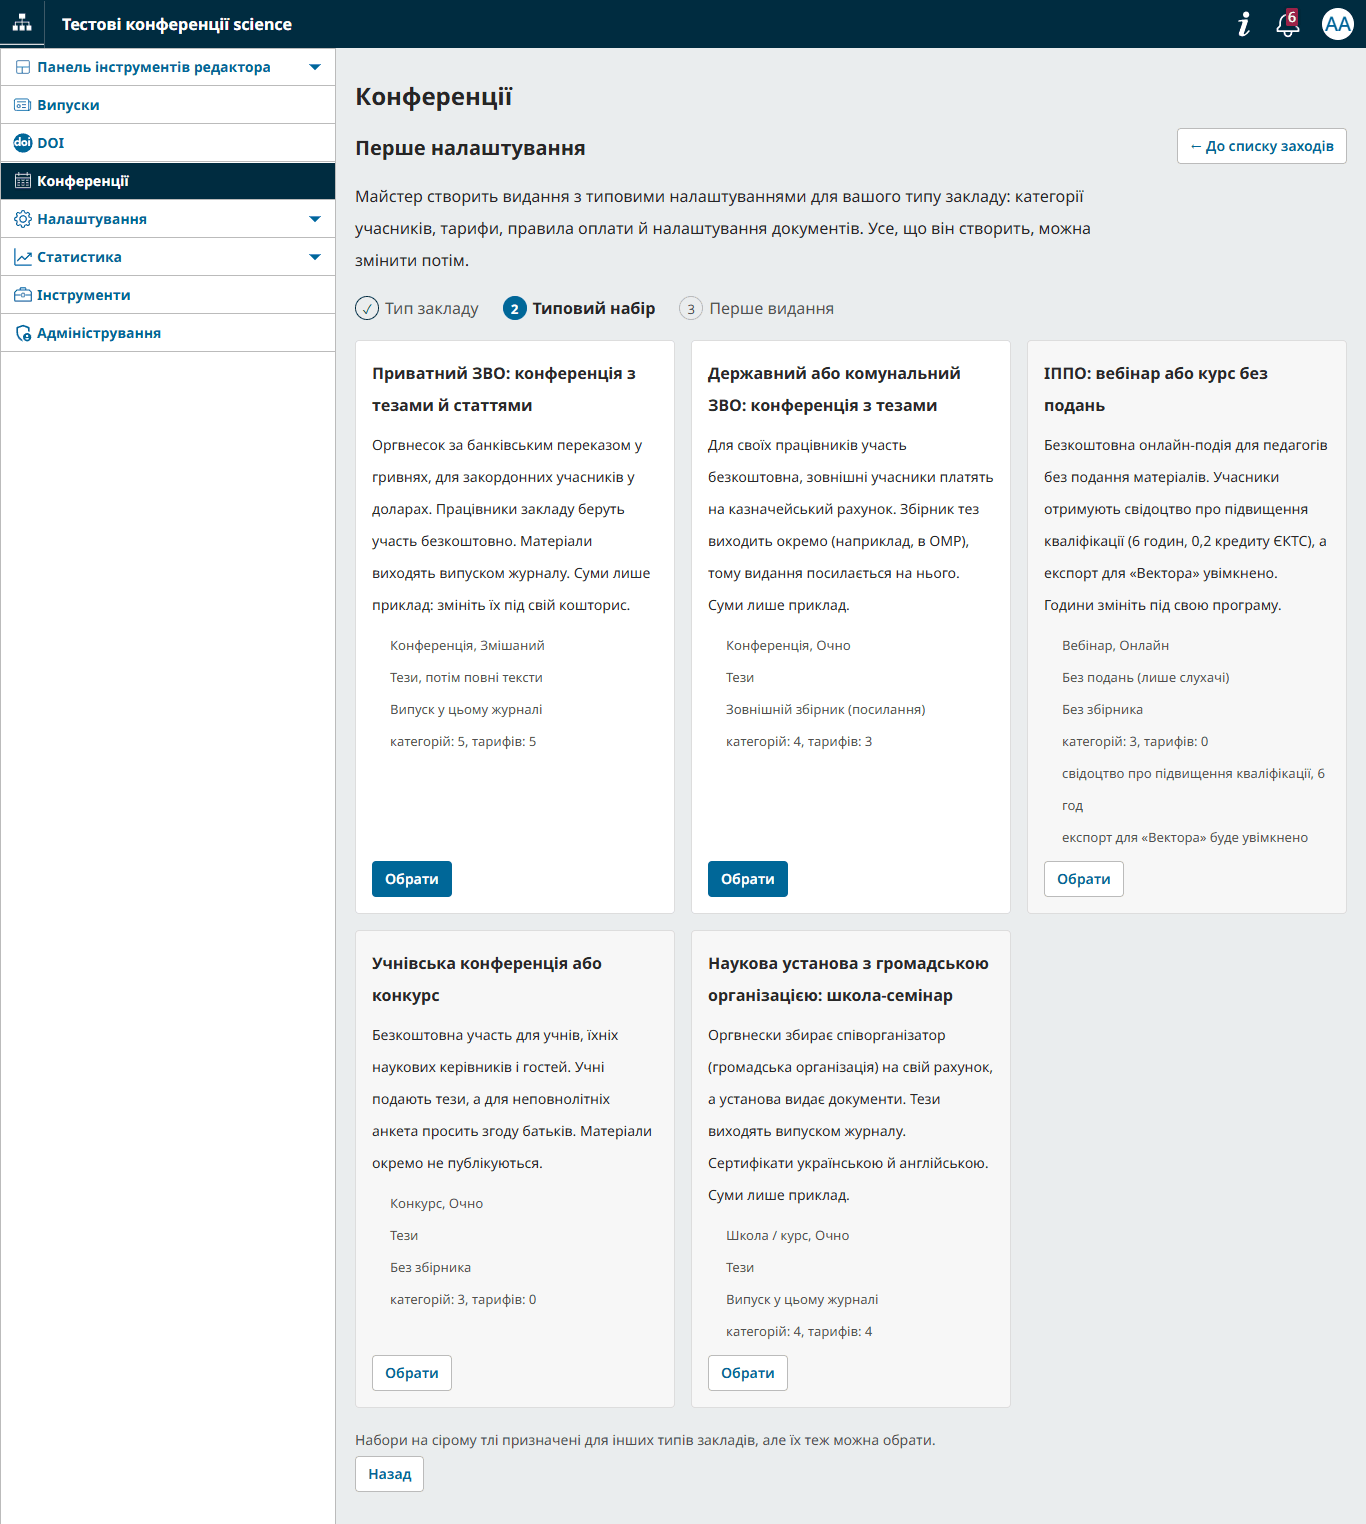 Тестові конференції science
6
AA
Панель інструментів редактора
Випуски
doi DOI
Конференції
Налаштування
Статистика
Інструменти
Адміністрування
Конференції
Перше налаштування
← До списку заходів
Майстер створить видання з типовими налаштуваннями для вашого типу закладу: категорії
учасників, тарифи, правила оплати й налаштування документів. Усе, що він створить, можна
змінити потім.
✓ Тип закладу
2 Типовий набір
3 Перше видання
Приватний ЗВО: конференція з
тезами й статтями
Оргвнесок за банківським переказом у
гривнях, для закордонних учасників у
доларах. Працівники закладу беруть
участь безкоштовно. Матеріали
виходять випуском журналу. Суми лише
приклад: змініть їх під свій кошторис.
Конференція, Змішаний
Тези, потім повні тексти
Випуск у цьому журналі
категорій: 5, тарифів: 5
Обрати
Державний або комунальний
ЗВО: конференція з тезами
Для своїх працівників участь
безкоштовна, зовнішні учасники платять
на казначейський рахунок. Збірник тез
виходить окремо (наприклад, в OMP),
тому видання посилається на нього.
Суми лише приклад.
Конференція, Очно
Тези
Зовнішній збірник (посилання)
категорій: 4, тарифів: 3
Обрати
ІППО: вебінар або курс без
подань
Безкоштовна онлайн-подія для педагогів
без подання матеріалів. Учасники
отримують свідоцтво про підвищення
кваліфікації (6 годин, 0,2 кредиту ЄКТС), а
експорт для «Вектора» увімкнено.
Години змініть під свою програму.
Вебінар, Онлайн
Без подань (лише слухачі)
Без збірника
категорій: 3, тарифів: 0
свідоцтво про підвищення кваліфікації, 6
год
експорт для «Вектора» буде увімкнено
Обрати
Учнівська конференція або
конкурс
Безкоштовна участь для учнів, їхніх
наукових керівників і гостей. Учні
подають тези, а для неповнолітніх
анкета просить згоду батьків. Матеріали
окремо не публікуються.
Конкурс, Очно
Тези
Без збірника
категорій: 3, тарифів: 0
Обрати
Наукова установа з громадською
організацією: школа-семінар
Оргвнески збирає співорганізатор
(громадська організація) на свій рахунок,
а установа видає документи. Тези
виходять випуском журналу.
Сертифікати українською й англійською.
Суми лише приклад.
Школа / курс, Очно
Тези
Випуск у цьому журналі
категорій: 4, тарифів: 4
Обрати
Набори на сірому тлі призначені для інших типів закладів, але їх теж можна обрати.
Назад